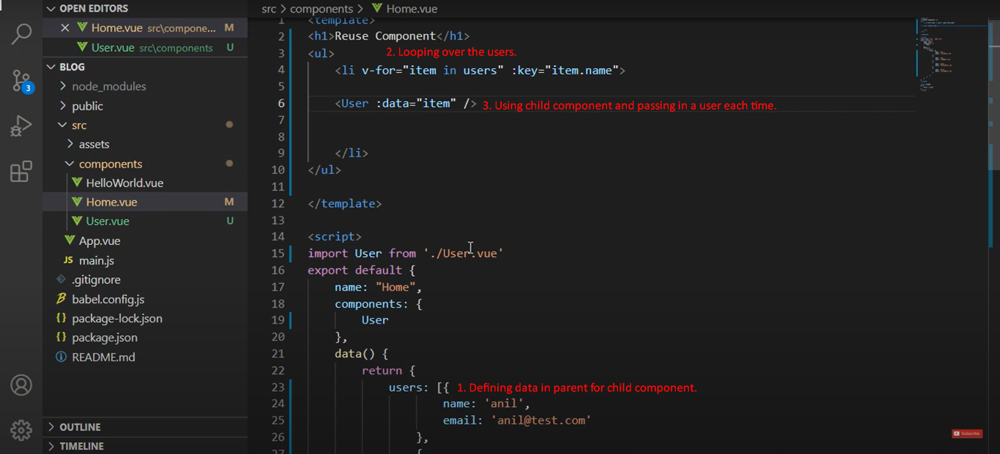 OPEN EDITORS
Home.vue src\compone... M
User.vue src\components U
BLOG
node_modules
public
src
assets
components
HelloWorld.vue
Home.vue M
User.vue U
App.vue
JS main.js
.gitignore
babel.config.js
{} package-lock.json
{} package.json
README.md
OUTLINE
TIMELINE
3
src > components > Home.vue
1 <template>
2 <h1>Reuse Component</h1>
2. Looping over the users.
3 <ul>
4 <li v-for="item in users" :key="item.name">
5
6 <User :data="item" /> 3. Using child component and passing in a user each time.
7
8
9 </li>
10 </ul>
11
12 </template>
13
14 <script>
15 import User from './User.vue'
16 export default {
17 name: "Home",
18 components: {
19 User
20 },
21 data() {
22 return {
23 users: [{ 1. Defining data in parent for child component.
24 name: 'anil',
25 email: 'anil@test.com'
26 },
27 {
Subscribe